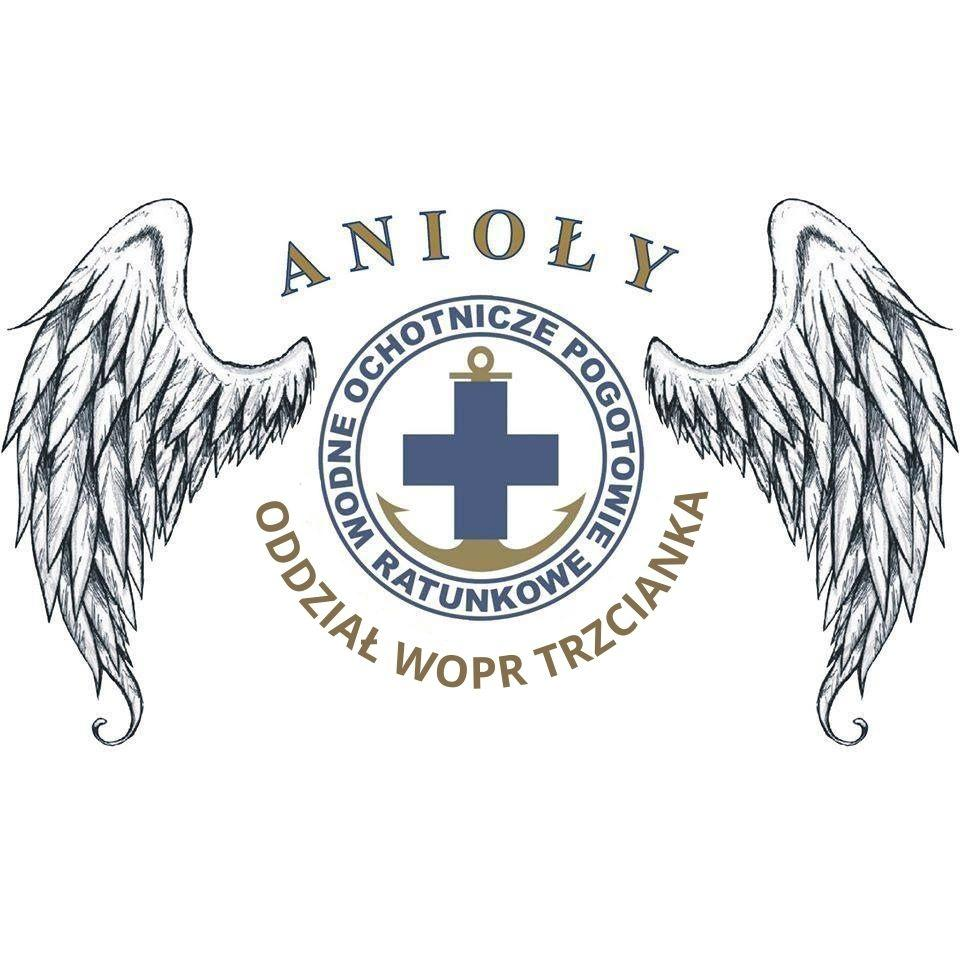 ANIOŁY
WODNE OCHOTNICZE POGOTOWIE RATUNKOWE
ODDZIAŁ WOPR TRZCIANKA